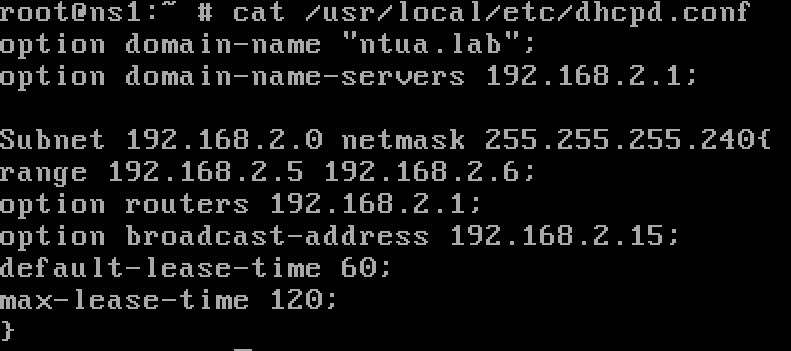 root@ns1:~ # cat /usr/local/etc/dhcpd.conf
option domain-name "ntua.lab";
option domain-name-servers 192.168.2.1;

Subnet 192.168.2.0 netmask 255.255.255.240{
range 192.168.2.5 192.168.2.6;
option routers 192.168.2.1;
option broadcast-address 192.168.2.15;
default-lease-time 60;
max-lease-time 120;
}